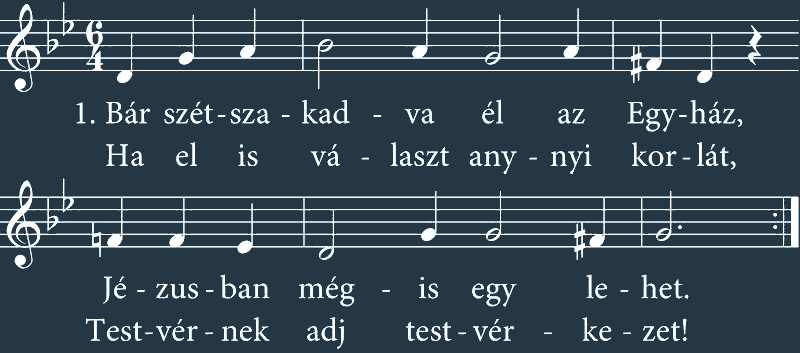 6
4
1. Bár szét-sza - kad - va él az Egy-ház,
Ha el is vá - laszt any - nyi kor - lát,
Jé - zus - ban még - is egy le - het.
Test-vér - nek adj test - vér - ke - zet!